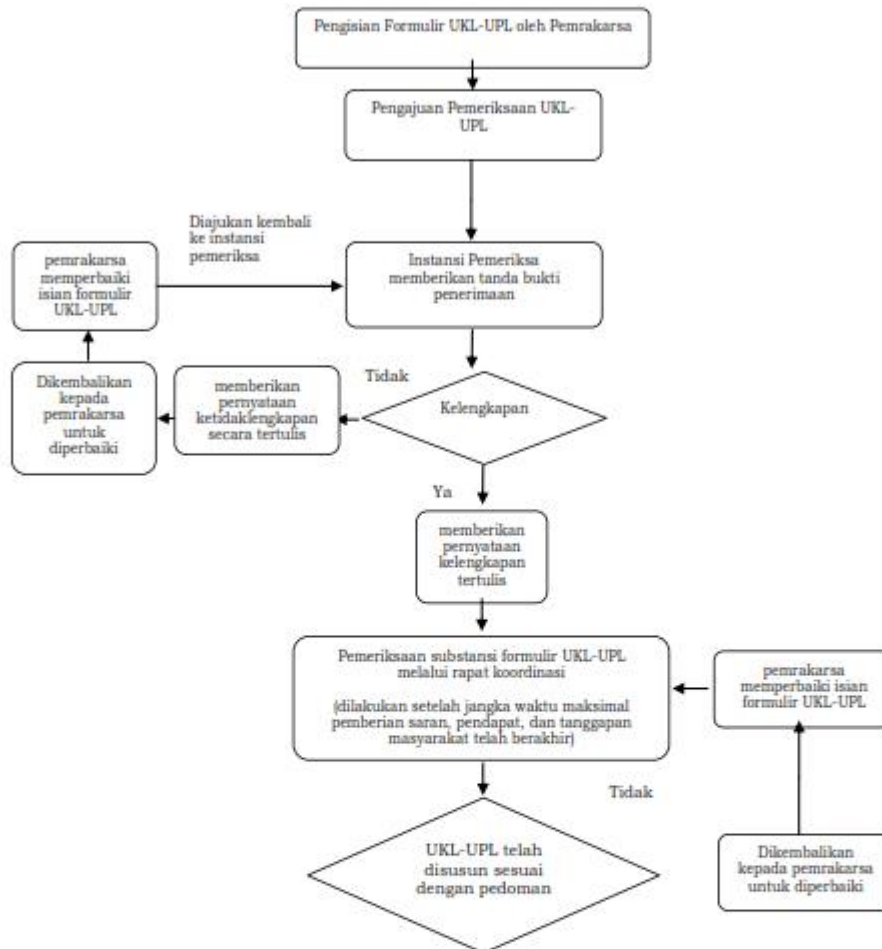 Pengisian Formulir UKL-UPL oleh Pemrakarsa
Pengajuan Pemeriksaan UKL-
UPL
Diajukan kembali
ke instansi
pemeriksa
pemrakarsa
memperbaiki
isian formulir
UKL-UPL
Instansi Pemeriksa
memberikan tanda bukti
penerimaan
Dikembalikan
kepada
pemrakarsa
untuk
diperbaiki
memberikan
pernyataan
ketidaklengkapan
secara tertulis
Tidak
Kelengkapan
Ya
memberikan
pernyataan
kelengkapan
tertulis
Pemeriksaan substansi formulir UKL-UPL
melalui rapat koordinasi
(dilakukan setelah jangka waktu maksimal
pemberian saran, pendapat, dan tanggapan
masyarakat telah berakhir)
pemrakarsa
memperbaiki isian
formulir UKL-UPL
Tidak
UKL-UPL telah
disusun sesuai
dengan pedoman
Dikembalikan
kepada pemrakarsa
untuk diperbaiki